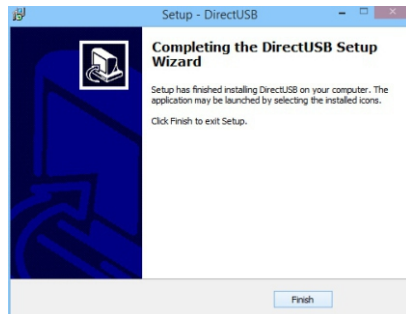 Setup - DirectUSB
Completing the DirectUSB Setup
Wizard
Setup has finished installing DirectUSB on your computer. The
application may be launched by selecting the installed icons.
Click Finish to exit Setup.
Finish